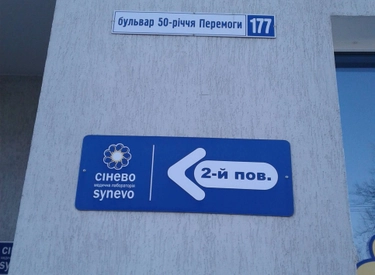 бульвар 50-річчя Перемоги 177
сінево
медична лабораторія
synevo
2-й пов.